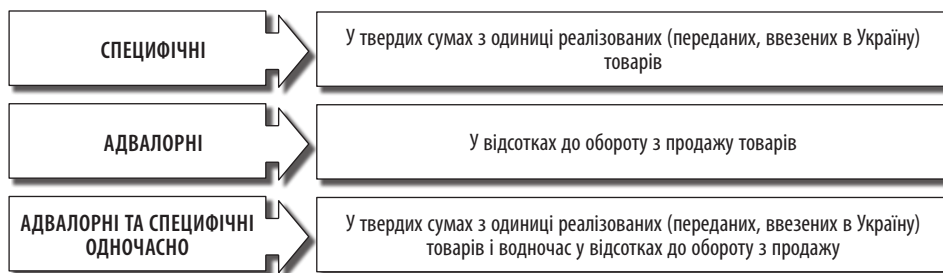 СПЕЦИФІЧНІ
У твердих сумах з одиниці реалізованих (переданих, ввезених в Україну)
товарів
АДВАЛОРНІ
У відсотках до обороту з продажу товарів
АДВАЛОРНІ ТА СПЕЦИФІЧНІ
ОДНОЧАСНО
У твердих сумах з одиниці реалізованих (переданих, ввезених в Україну)
товарів і водночас у відсотках до обороту з продажу